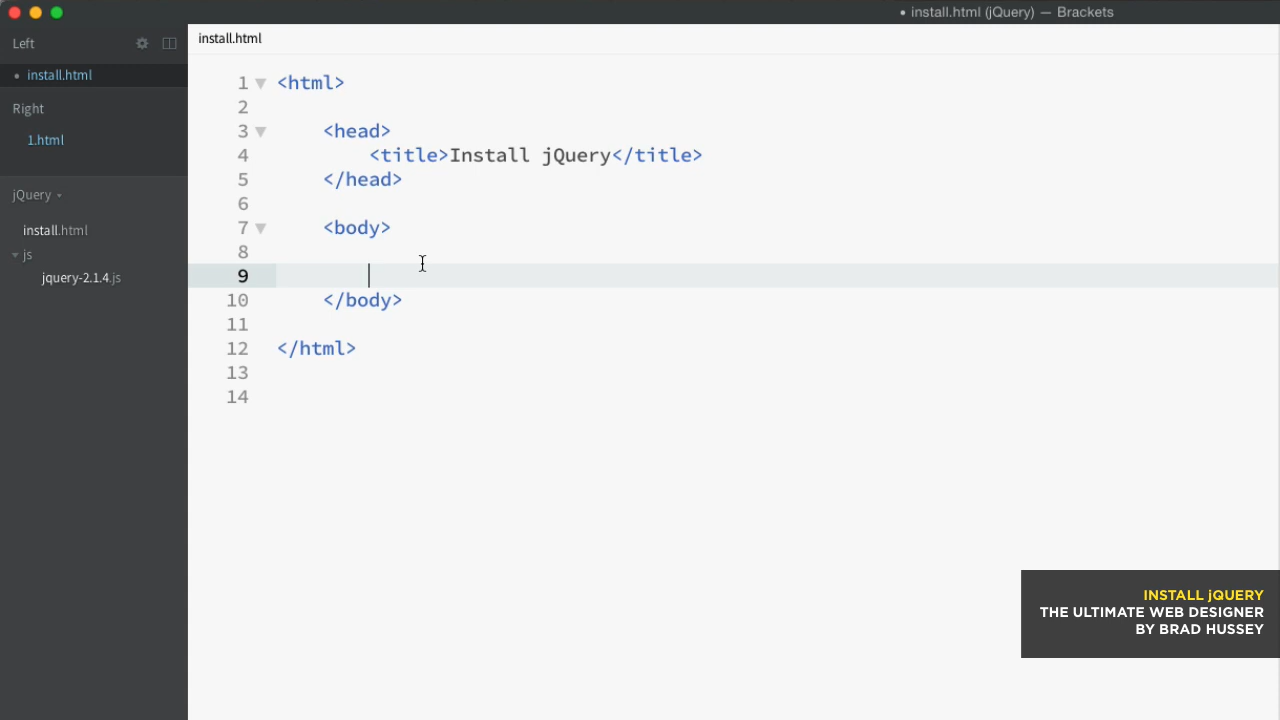 • install.html (jQuery) — Brackets
Left
• install.html
Right
1.html
jQuery
install.html
js
jquery-2.1.4.js
install.html
1 <html>
2
3 <head>
4 <title>Install jQuery</title>
5 </head>
6
7 <body>
8
9
10 </body>
11
12 </html>
13
14
INSTALL jQUERY
THE ULTIMATE WEB DESIGNER
BY BRAD HUSSEY